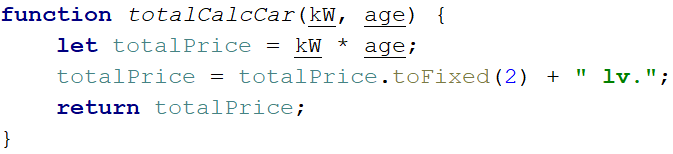 function totalCalcCar(kW, age) {
    let totalPrice = kW * age;
    totalPrice = totalPrice.toFixed(2) + " lv.";
    return totalPrice;
}